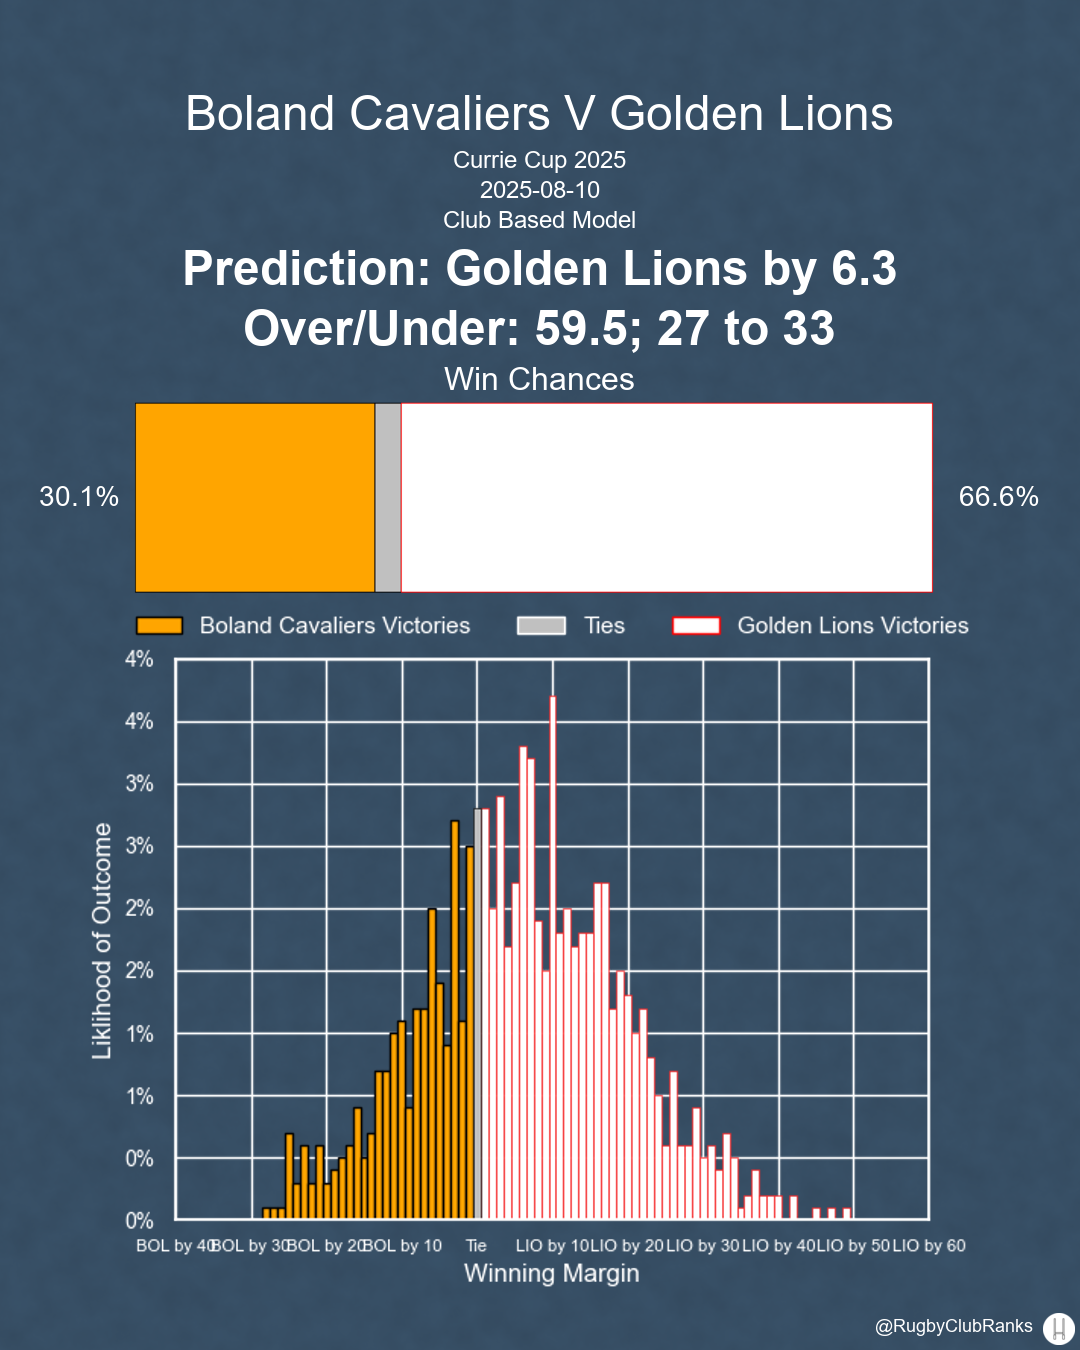 Boland Cavaliers V Golden Lions
Currie Cup 2025
2025-08-10
Club Based Model
Prediction: Golden Lions by 6.3
Over/Under: 59.5; 27 to 33
Win Chances
30.1%
66.6%
Boland Cavaliers Victories
Ties
Golden Lions Victories
4%
4%
3%
3%
2%
2%
1%
1%
0%
0%
Liklihood of Outcome
BOL by 40 BOL by 30 BOL by 20 BOL by 10 Tie LIO by 10 LIO by 20 LIO by 30 LIO by 40 LIO by 50 LIO by 60
Winning Margin
@RugbyClubRanks